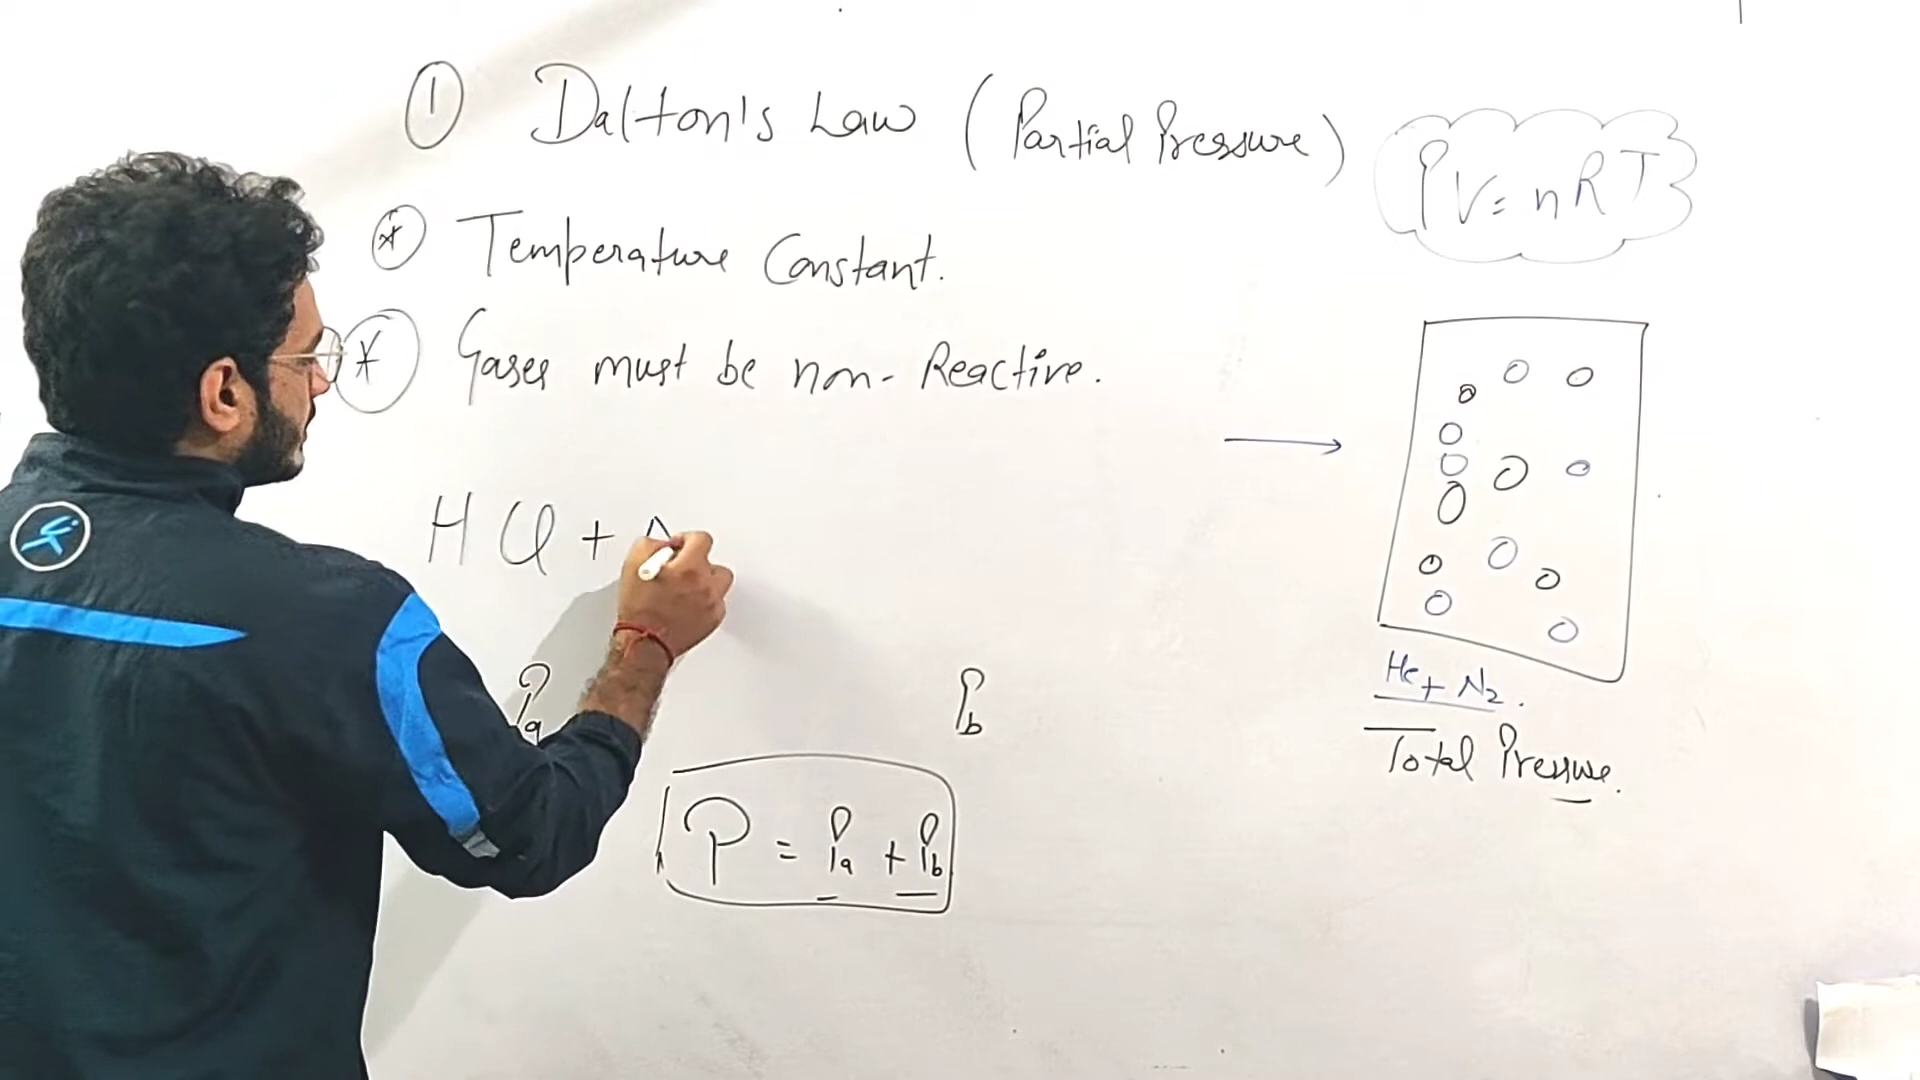 ① Dalton's Law (Partial Pressure)
PV = nRT
* Temperature Constant.
* Gases must be non-Reactive.
H Cl +
Pa
Pb
P = Pa + Pb
He + N2.
Total Pressure.